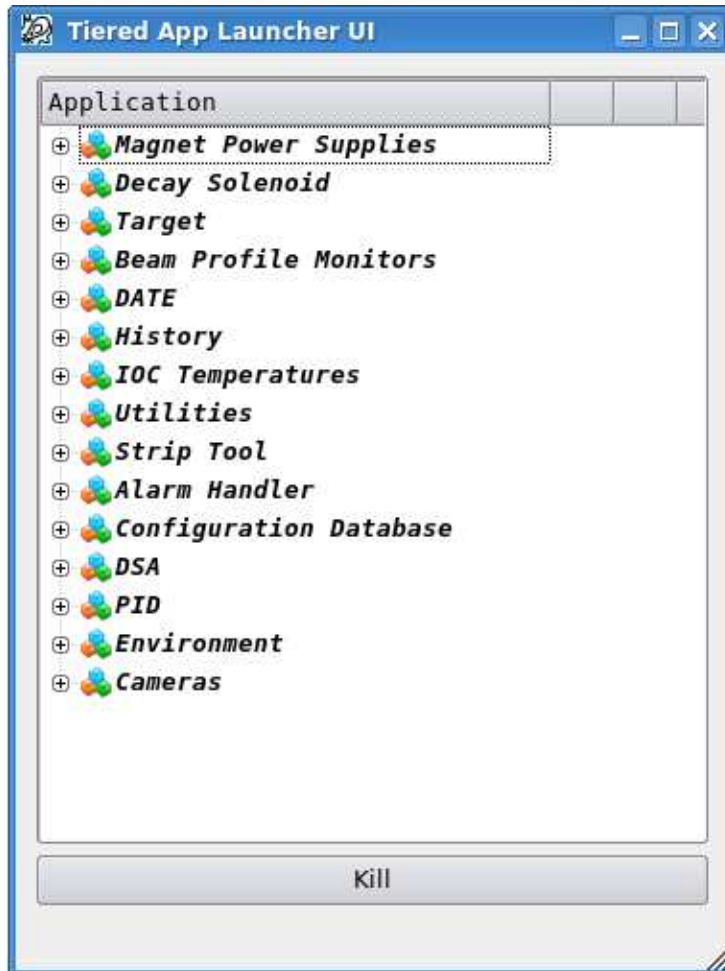 Tiered App Launcher UI
Application
Magnet Power Supplies
Decay Solenoid
Target
Beam Profile Monitors
DATE
History
IOC Temperatures
Utilities
Strip Tool
Alarm Handler
Configuration Database
DSA
PID
Environment
Cameras
Kill